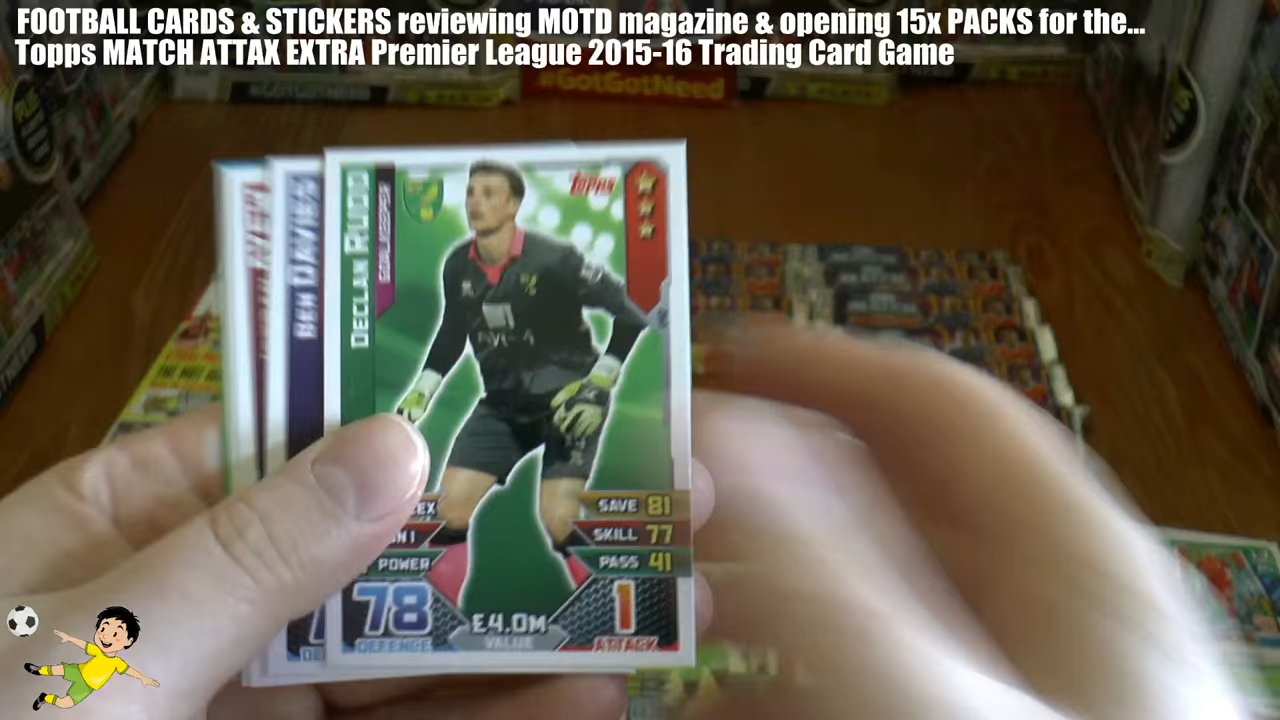 FOOTBALL CARDS & STICKERS reviewing MOTD magazine & opening 15x PACKS for the...
Topps MATCH ATTAX EXTRA Premier League 2015-16 Trading Card Game
#GotGotNeed
BEN DAVIES
DECLAN RUDD
GOALKEEPER
Topps
SAVE 81
SKILL 77
POWER
PASS 41
78
DEFENCE
£4.0M
VALUE
1
ATTACK